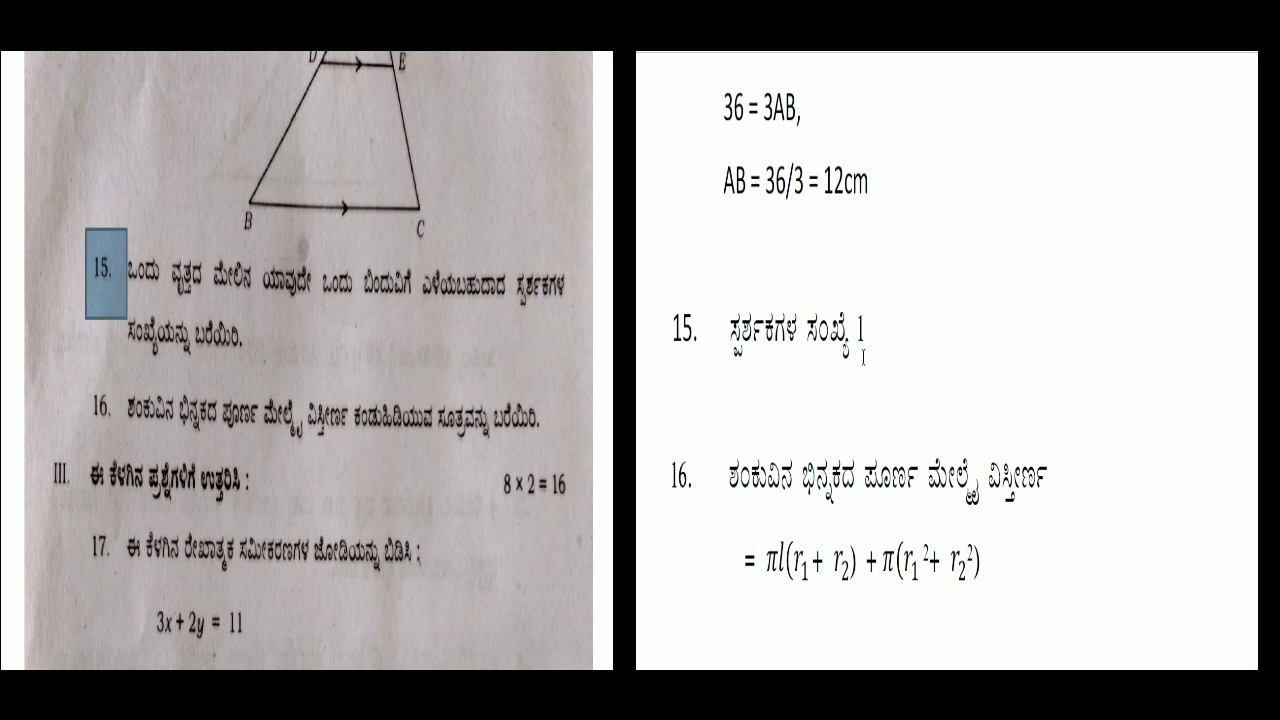 D E
B C
15. ಒಂದು ವೃತ್ತದ ಮೇಲಿನ ಯಾವುದೇ ಒಂದು ಬಿಂದುವಿಗೆ ಎಳೆಯಬಹುದಾದ ಸ್ಪರ್ಶಕಗಳ
ಸಂಖ್ಯೆಯನ್ನು ಬರೆಯಿರಿ.
16. ಶಂಕುವಿನ ಭಿನ್ನಕದ ಪೂರ್ಣ ಮೇಲ್ಮೈ ವಿಸ್ತೀರ್ಣ ಕಂಡುಹಿಡಿಯುವ ಸೂತ್ರವನ್ನು ಬರೆಯಿರಿ.
III. ಈ ಕೆಳಗಿನ ಪ್ರಶ್ನೆಗಳಿಗೆ ಉತ್ತರಿಸಿ : 8 × 2 = 16
17. ಈ ಕೆಳಗಿನ ರೇಖಾತ್ಮಕ ಸಮೀಕರಣಗಳ ಜೋಡಿಯನ್ನು ಬಿಡಿಸಿ :
3x + 2y = 11
36 = 3AB,
AB = 36/3 = 12cm
15. ಸ್ಪರ್ಶಕಗಳ ಸಂಖ್ಯೆ 1
16. ಶಂಕುವಿನ ಭಿನ್ನಕದ ಪೂರ್ಣ ಮೇಲ್ಮೈ ವಿಸ್ತೀರ್ಣ
= πl(r₁+ r₂) + π(r₁²+ r₂²)